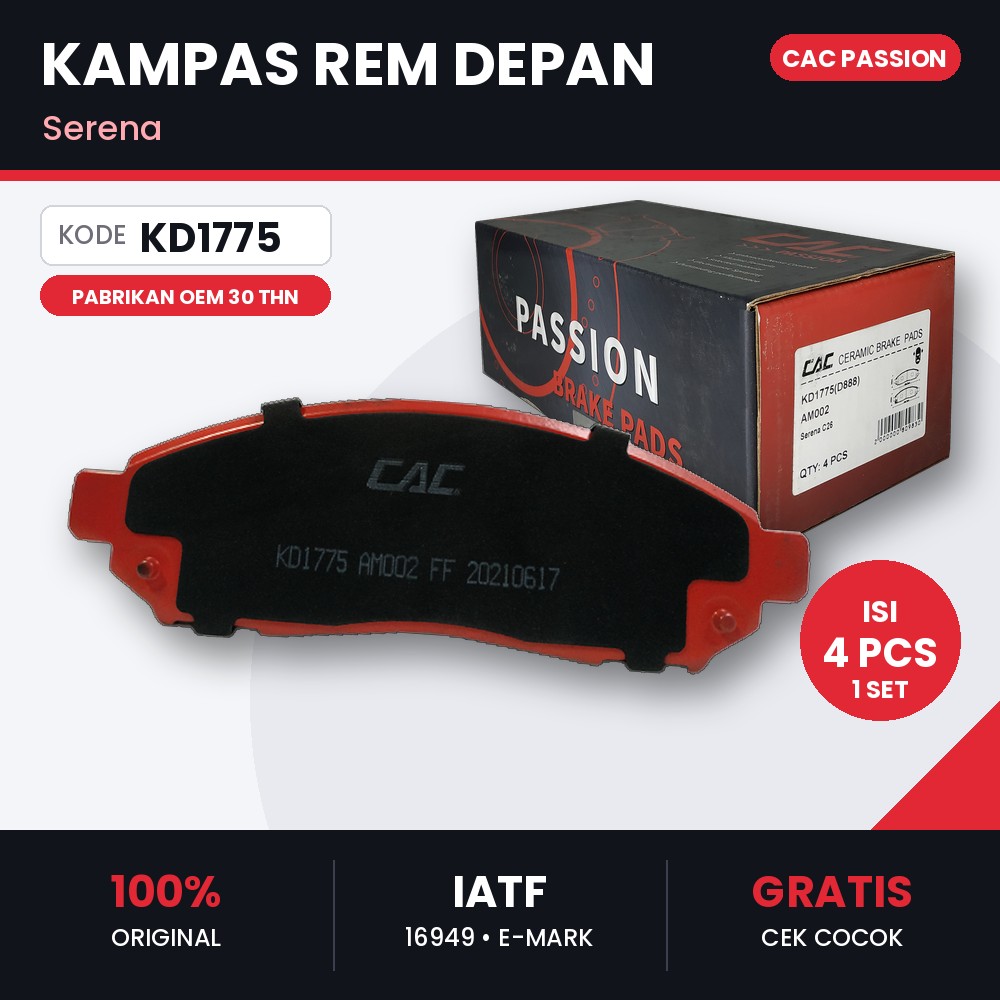 KAMPAS REM DEPAN
CAC PASSION
Serena
KODE KD1775
PABRIKAN OEM 30 THN
CAC
PASSION
PASSION
BRAKE PADS
CAC CERAMIC BRAKE PADS
KD1775(D888)
AM002
Serena C26
QTY: 4 PCS
CAC
KD1775 AM002 FF 20210617
ISI
4 PCS
1 SET
100%
ORIGINAL
IATF
16949 • E-MARK
GRATIS
CEK COCOK